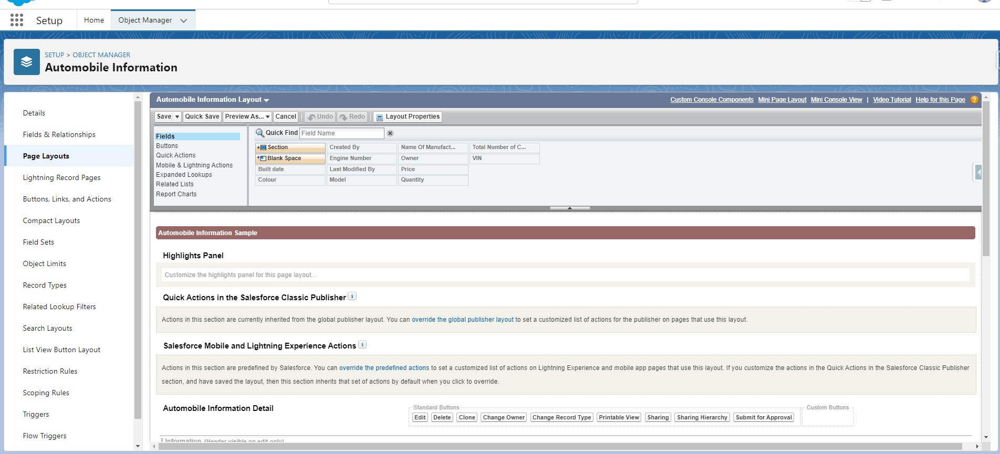 Setup Home Object Manager
SETUP > OBJECT MANAGER
Automobile Information
Details
Fields & Relationships
Page Layouts
Lightning Record Pages
Buttons, Links, and Actions
Compact Layouts
Field Sets
Object Limits
Record Types
Related Lookup Filters
Search Layouts
List View Button Layout
Restriction Rules
Scoping Rules
Triggers
Flow Triggers
Automobile Information Layout Custom Console Components Mini Page Layout Mini Console View | Video Tutorial Help for this Page ?
Save Quick Save Preview As... Cancel Undo Redo Layout Properties
Fields
Buttons
Quick Actions
Mobile & Lightning Actions
Expanded Lookups
Related Lists
Report Charts
Quick Find Field Name
Section Created By Name Of Manufact... Total Number of C...
Blank Space Engine Number Owner VIN
Built date Last Modified By Price
Colour Model Quantity
Automobile Information Sample
Highlights Panel
Customize the highlights panel for this page layout...
Quick Actions in the Salesforce Classic Publisher i
Actions in this section are currently inherited from the global publisher layout. You can override the global publisher layout to set a customized list of actions for the publisher on pages that use this layout.
Salesforce Mobile and Lightning Experience Actions i
Actions in this section are predefined by Salesforce. You can override the predefined actions to set a customized list of actions on Lightning Experience and mobile app pages that use this layout. If you customize the actions in the Quick Actions in the Salesforce Classic Publisher
section, and have saved the layout, then this section inherits that set of actions by default when you click to override.
Automobile Information Detail
Standard Buttons Custom Buttons
Edit Delete Clone Change Owner Change Record Type Printable View Sharing Sharing Hierarchy Submit for Approval
Information (Header visible on edit only)